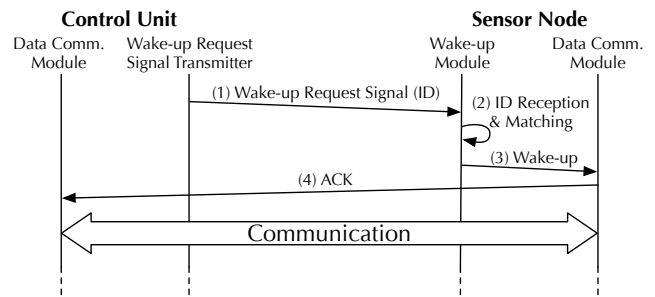 Control Unit
Sensor Node
Data Comm.
Module
Wake-up Request
Signal Transmitter
Wake-up
Module
Data Comm.
Module
(1) Wake-up Request Signal (ID)
(2) ID Reception
& Matching
(3) Wake-up
(4) ACK
Communication